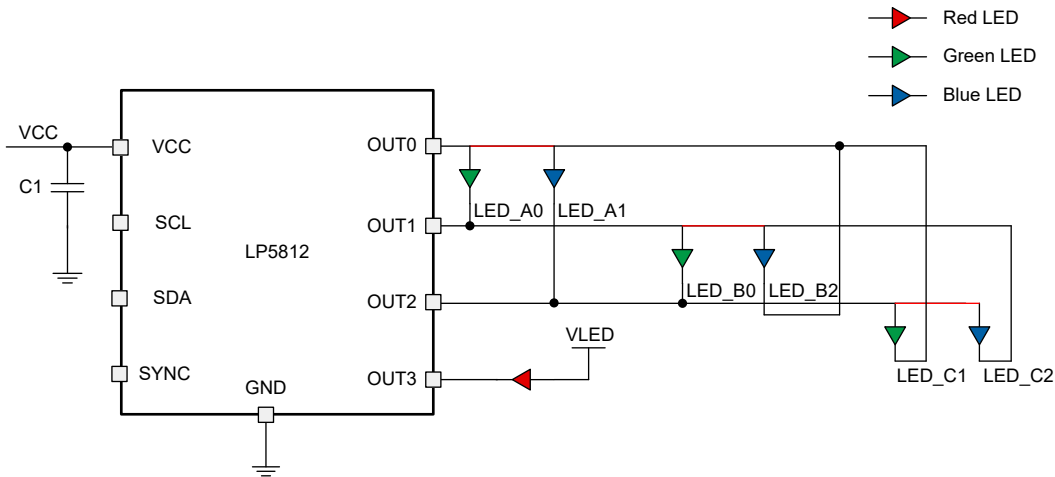 Red LED
Green LED
Blue LED
VCC
C1
VCC
SCL
SDA
SYNC
LP5812
GND
OUT0
OUT1
OUT2
OUT3
LED_A0
LED_A1
LED_B0
LED_B2
VLED
LED_C1
LED_C2